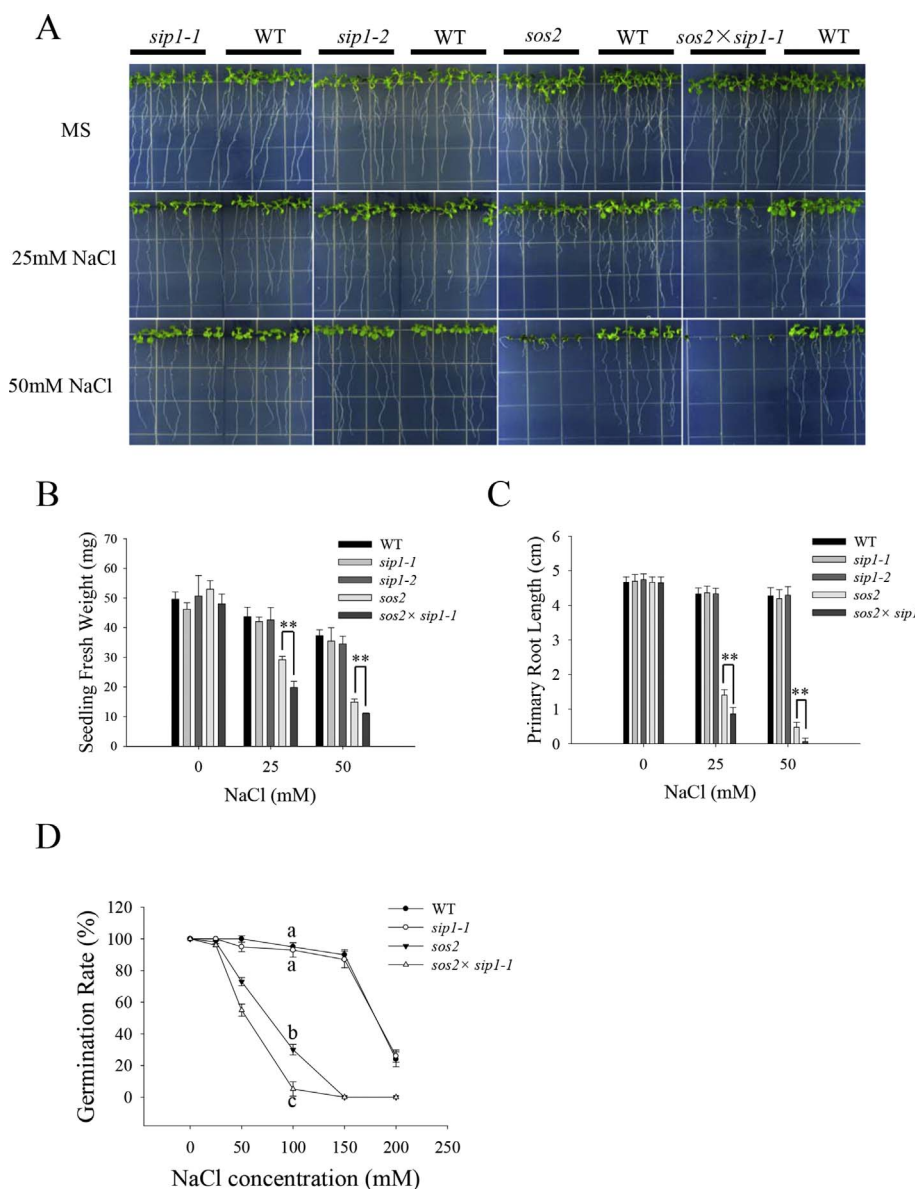 A
sip1-1 WT sip1-2 WT sos2 WT sos2×sip1-1 WT
MS
25mM NaCl
50mM NaCl
B
Seedling Fresh Weight (mg)
70
60
50
40
30
20
10
0
** **
0 25 50
NaCl (mM)
WT
sip1-1
sip1-2
sos2
sos2× sip1-1
C
Primary Root Length (cm)
6
5
4
3
2
1
0
** **
0 25 50
NaCl (mM)
WT
sip1-1
sip1-2
sos2
sos2× sip1
D
Germination Rate (%)
120
100
80
60
40
20
0
a
a
b
c
0 50 100 150 200 250
NaCl concentration (mM)
WT
sip1-1
sos2
sos2× sip1-1